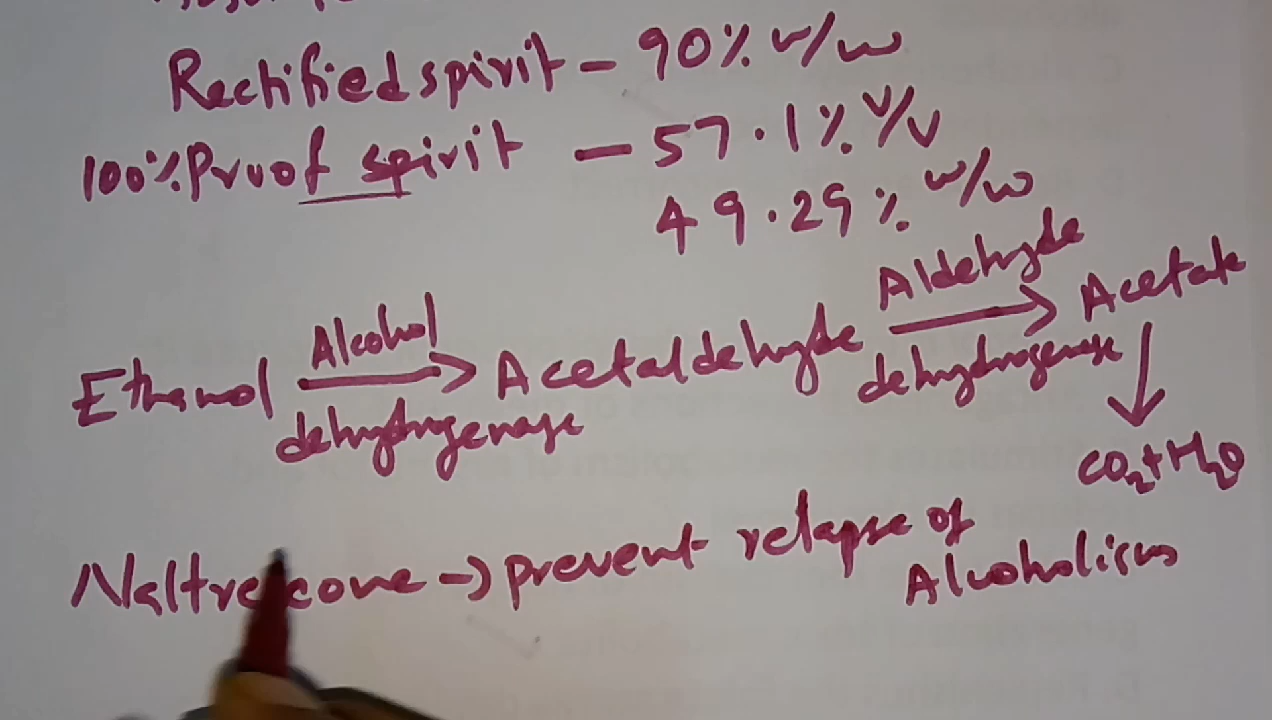 Rectified spirit - 90% v/w
100% Proof spirit - 57.1% v/v
49.29% w/w
Ethanol Alcohol dehydrogenase → Acetaldehyde Aldehyde dehydrogenase → Acetate
↓
CO2+H2O
→ prevent relapse of
Alcoholism